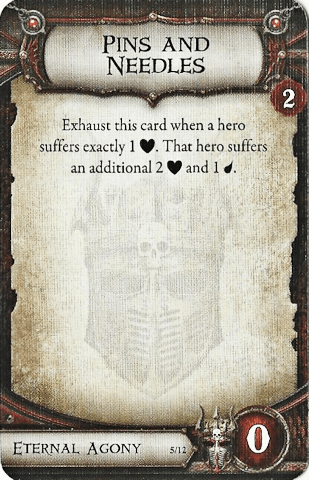 PINS AND
NEEDLES
2
Exhaust this card when a hero
suffers exactly 1 ♥. That hero suffers
an additional 2 ♥ and 1 💧.
ETERNAL AGONY 5/12
0